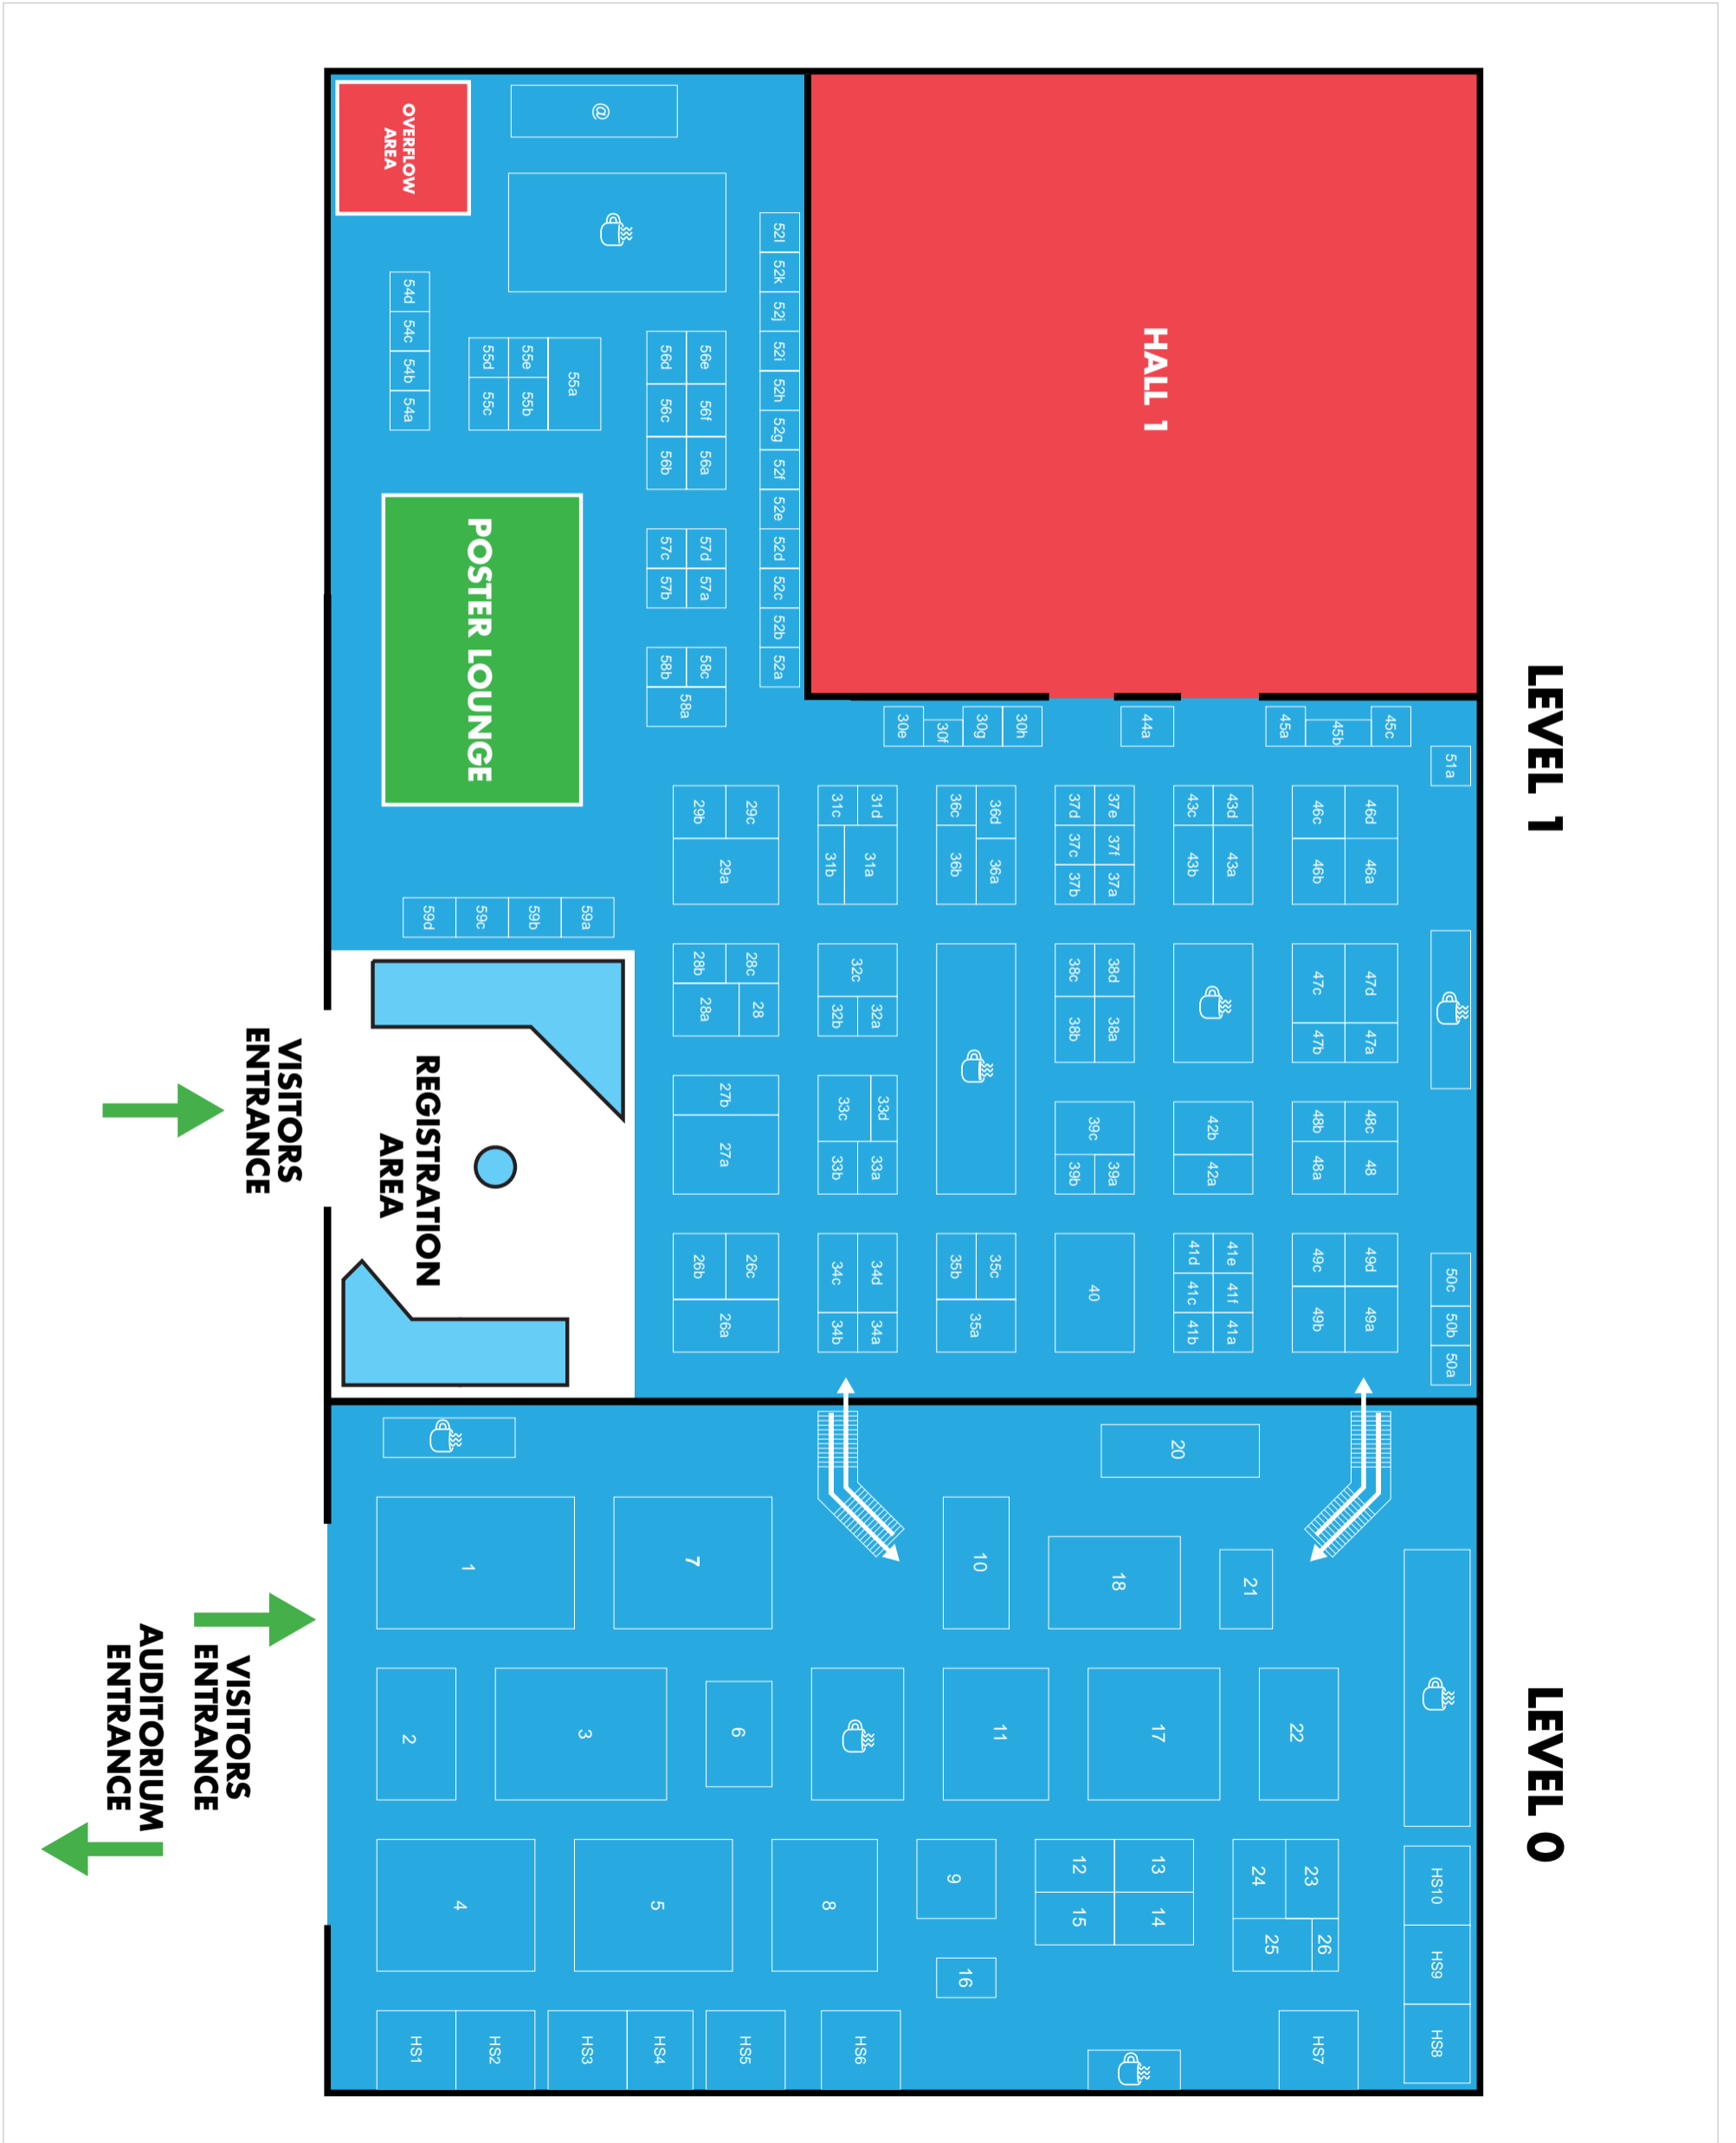 LEVEL 1
LEVEL 0
HALL 1
OVERFLOW
AREA
@
POSTER LOUNGE
REGISTRATION
AREA
VISITORS
ENTRANCE
VISITORS
ENTRANCE
AUDITORIUM
ENTRANCE
52l
52k
52j
52i
52h
52g
52f
52e
52d
52c
52b
52a
54d
54c
54b
54a
55a
55e
55b
55d
55c
56e
56f
56a
56d
56c
56b
57d
57a
57c
57b
58c
58b
58a
59a
59b
59c
59d
45c
45b
45a
44a
30h
30g
30f
30e
51a
46d
46a
46c
46b
43d
43a
43c
43b
37e
37f
37a
37d
37c
37b
36d
36a
36c
36b
31d
31a
31c
31b
29c
29b
29a
47d
47a
47c
47b
38d
38a
38c
38b
32c
32a
32b
28c
28
28b
28a
48c
48
48b
48a
42b
42a
39c
39a
39b
33d
33c
33a
33b
27b
27a
50c
50b
50a
49d
49a
49c
49b
41e
41f
41a
41d
41c
41b
40
35c
35b
35a
34d
34a
34c
34b
26c
26b
26a
20
21
18
10
7
1
22
17
11
6
3
2
HS10
HS9
HS8
23
24
26
25
13
12
14
15
9
16
8
5
4
HS7
HS6
HS5
HS4
HS3
HS2
HS1